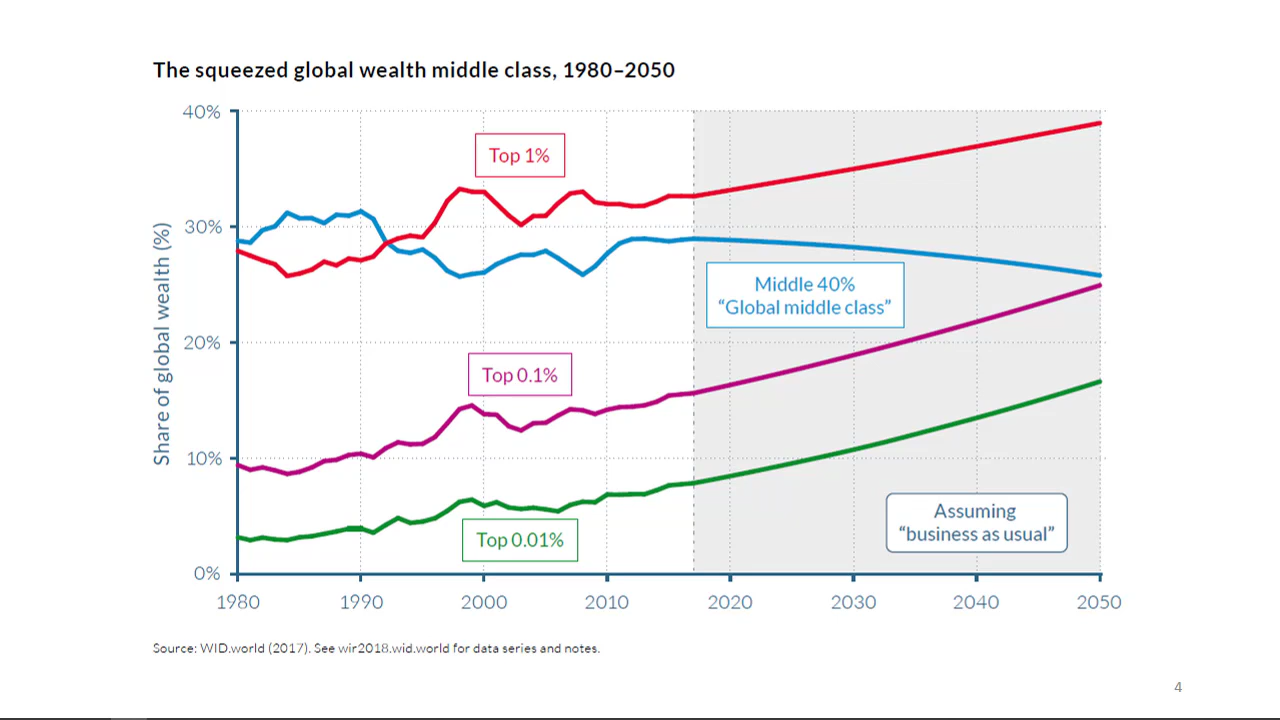 The squeezed global wealth middle class, 1980–2050
Share of global wealth (%)
40%
30%
20%
10%
0%
Top 1%
Middle 40%
“Global middle class”
Top 0.1%
Top 0.01%
Assuming
“business as usual”
1980 1990 2000 2010 2020 2030 2040 2050
Source: WID.world (2017). See wir2018.wid.world for data series and notes.
4